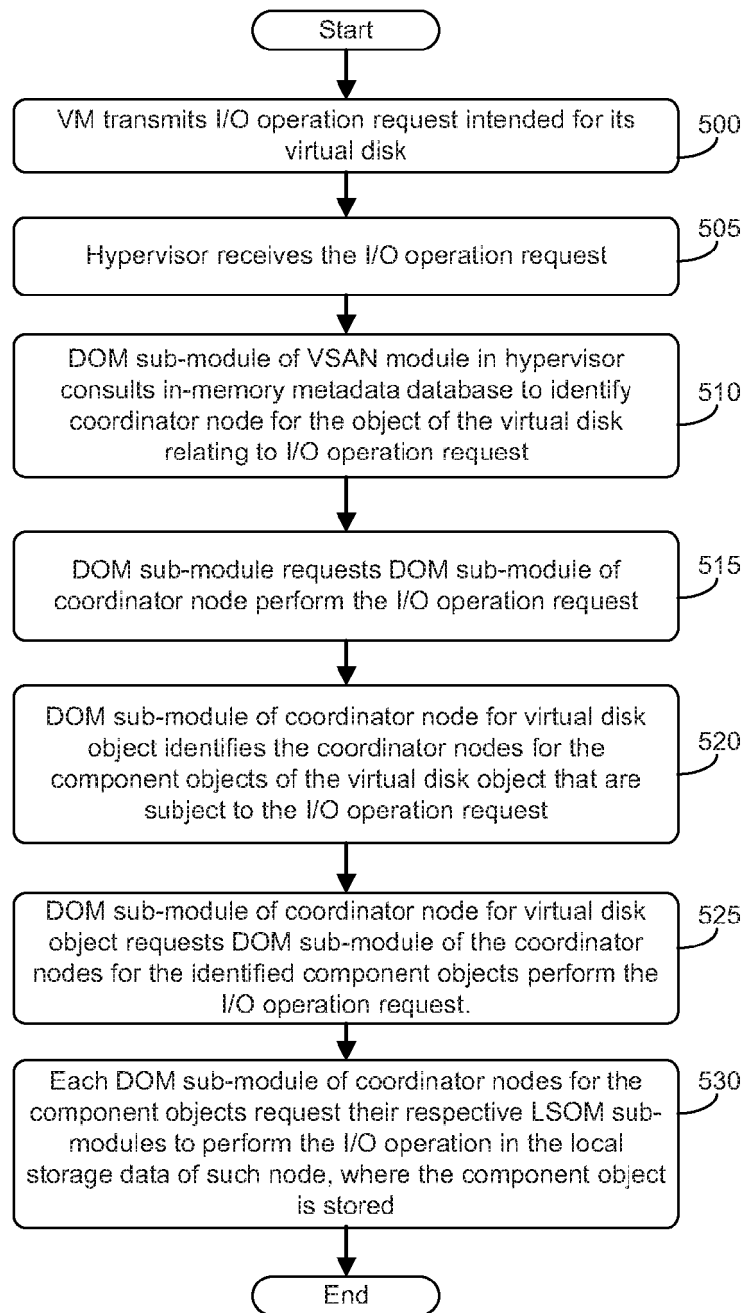 Start
VM transmits I/O operation request intended for its
virtual disk
500
Hypervisor receives the I/O operation request
505
DOM sub-module of VSAN module in hypervisor
consults in-memory metadata database to identify
coordinator node for the object of the virtual disk
relating to I/O operation request
510
DOM sub-module requests DOM sub-module of
coordinator node perform the I/O operation request
515
DOM sub-module of coordinator node for virtual disk
object identifies the coordinator nodes for the
component objects of the virtual disk object that are
subject to the I/O operation request
520
DOM sub-module of coordinator node for virtual disk
object requests DOM sub-module of the coordinator
nodes for the identified component objects perform the
I/O operation request.
525
Each DOM sub-module of coordinator nodes for the
component objects request their respective LSOM sub-
modules to perform the I/O operation in the local
storage data of such node, where the component object
is stored
530
End